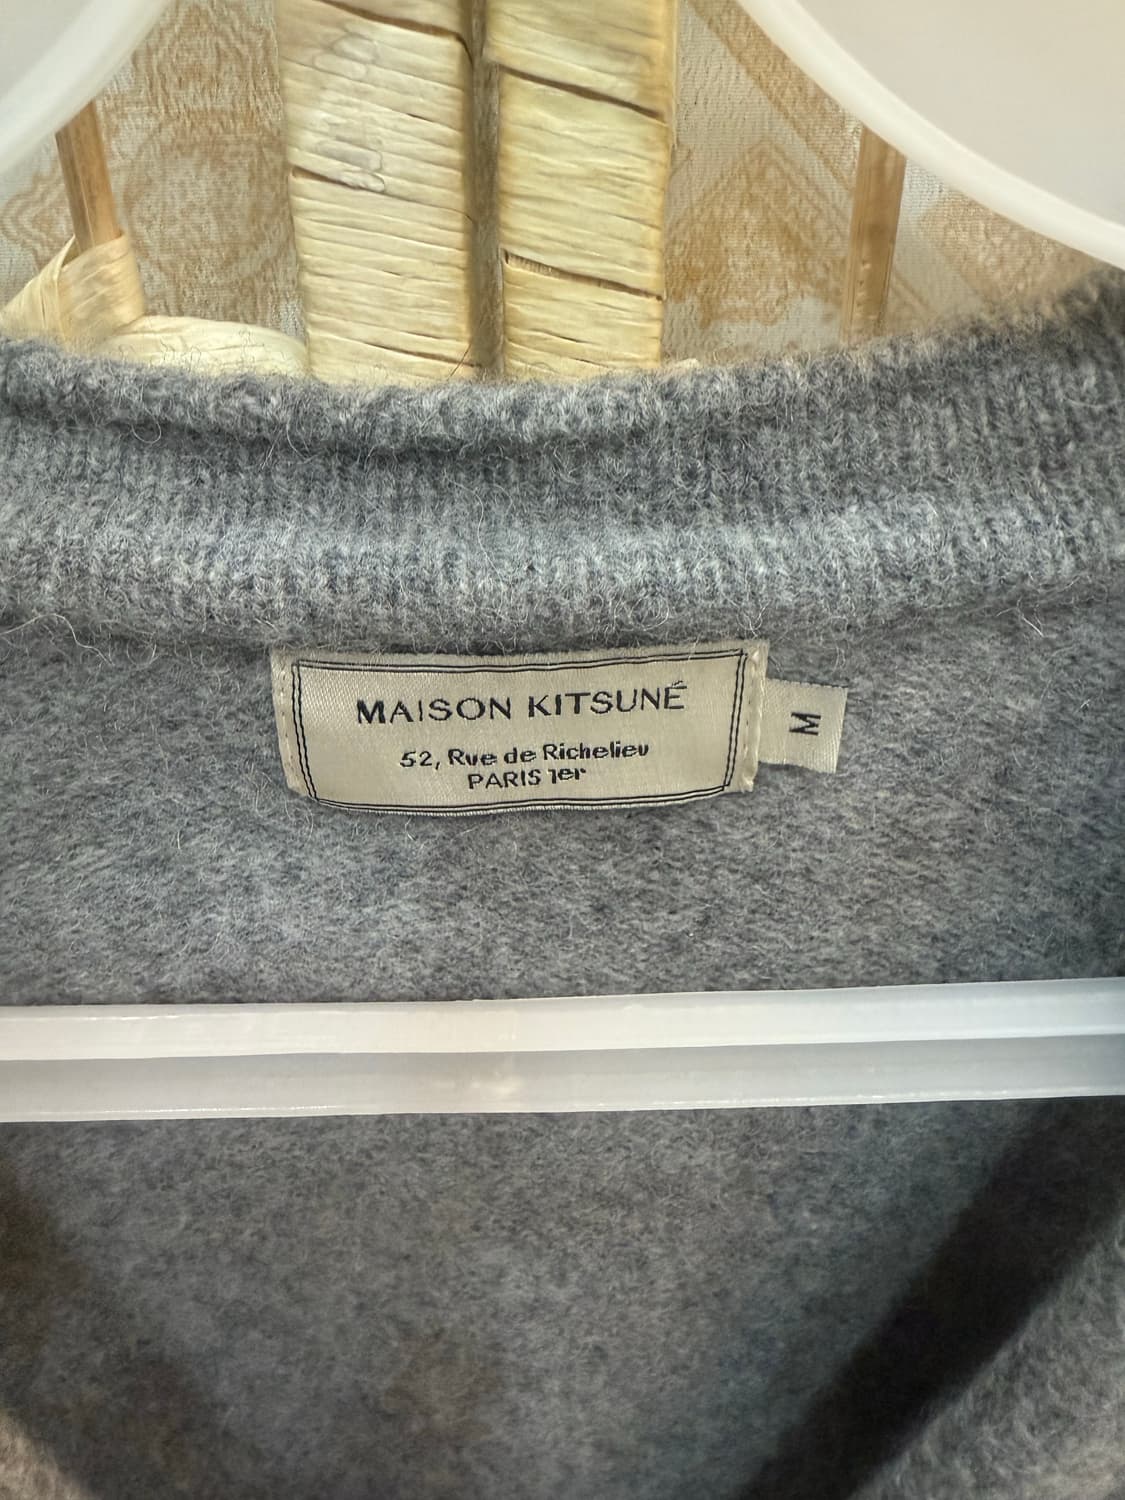 MAISON KITSUNÉ
52, Rue de Richelieu
PARIS 1er
M